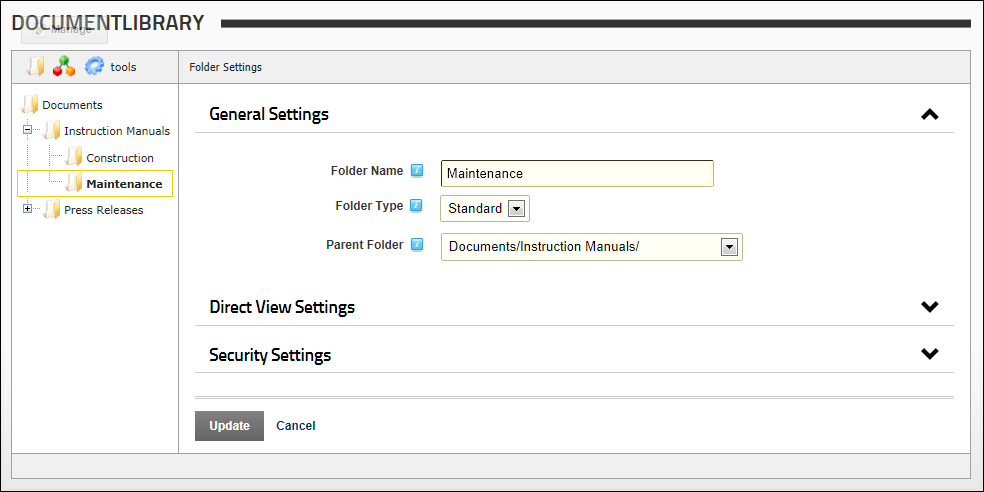 DOCUMENTLIBRARY
Manage
tools
Folder Settings
Documents
Instruction Manuals
Construction
Maintenance
Press Releases
General Settings
Folder Name
Maintenance
Folder Type
Standard
Parent Folder
Documents/Instruction Manuals/
Direct View Settings
Security Settings
Update
Cancel